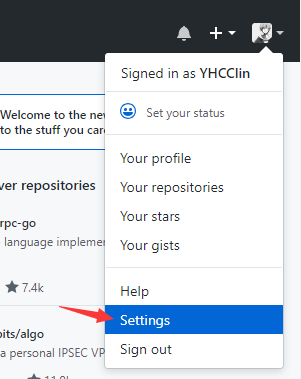 Signed in as YHCClin
Set your status
Welcome to the new
to the stuff you care
Your profile
ver repositories
Your repositories
rpc-go
Your stars
language implemen
Your gists
7.4k
Help
Settings
bits/algo
Sign out
a personal IPSEC VP